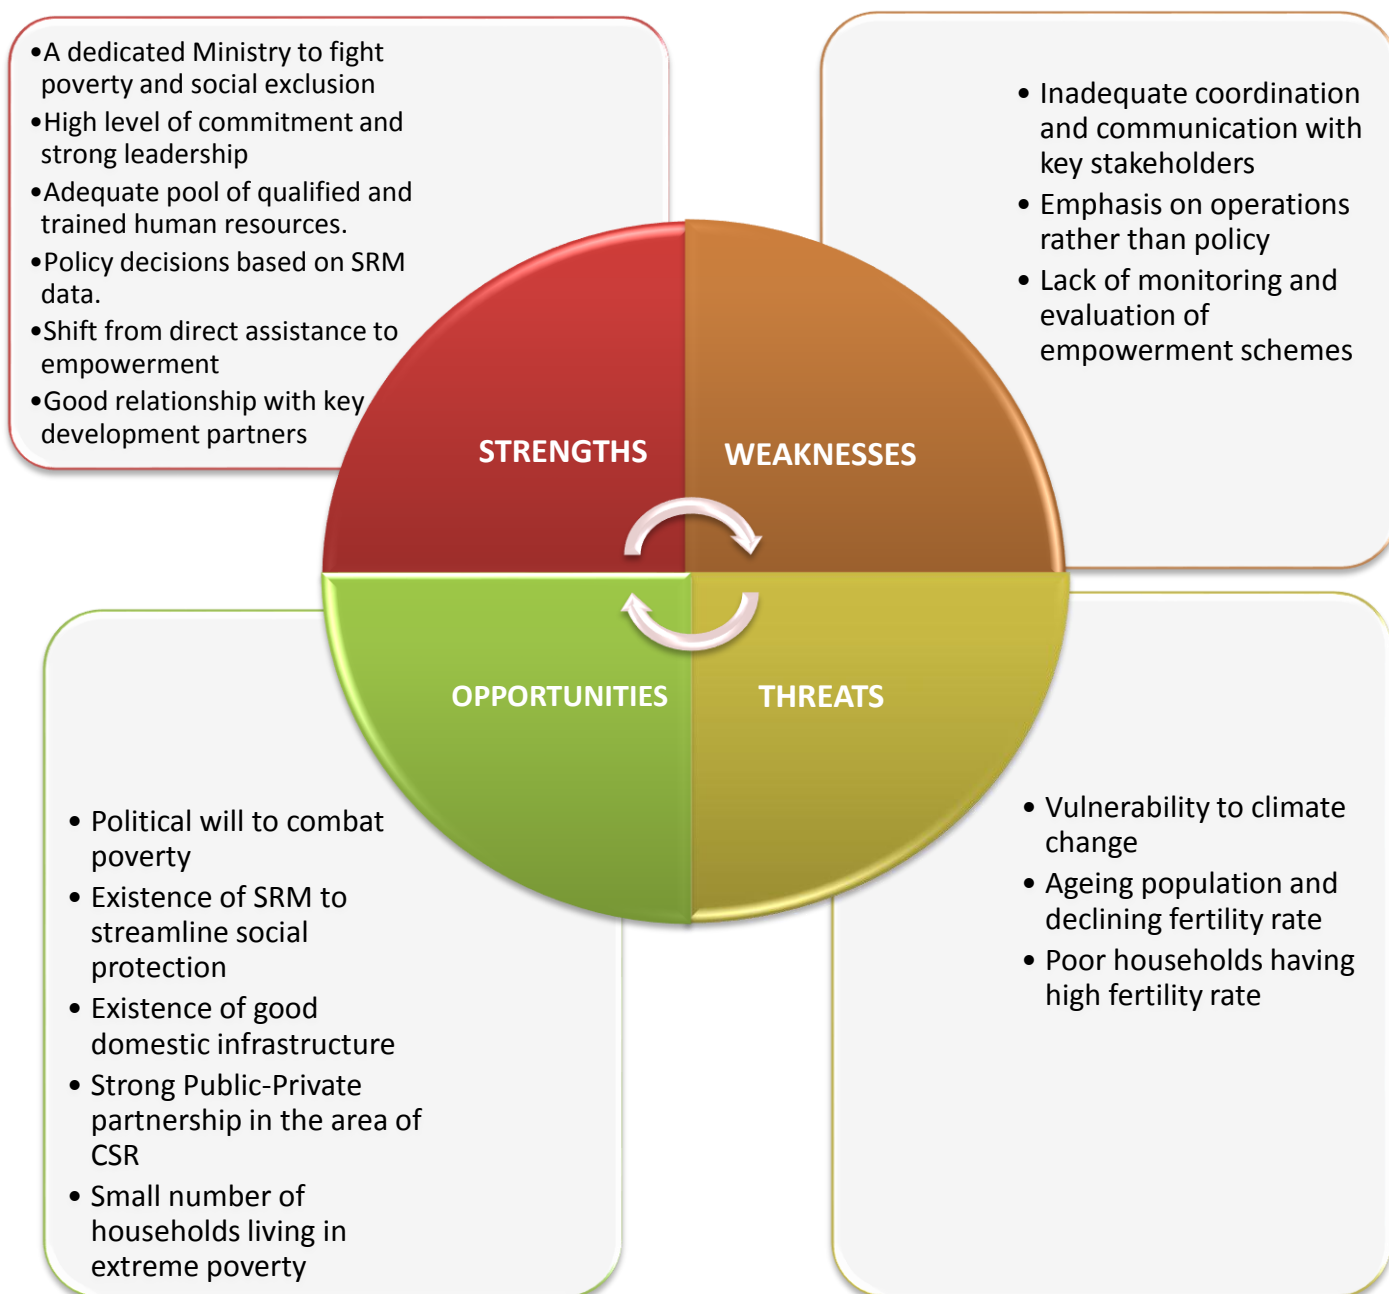 •A dedicated Ministry to fight
poverty and social exclusion
•High level of commitment and
strong leadership
•Adequate pool of qualified and
trained human resources.
•Policy decisions based on SRM
data.
•Shift from direct assistance to
empowerment
•Good relationship with key
development partners
• Inadequate coordination
and communication with
key stakeholders
• Emphasis on operations
rather than policy
• Lack of monitoring and
evaluation of
empowerment schemes
STRENGTHS
WEAKNESSES
OPPORTUNITIES
THREATS
• Political will to combat
poverty
• Existence of SRM to
streamline social
protection
• Existence of good
domestic infrastructure
• Strong Public-Private
partnership in the area of
CSR
• Small number of
households living in
extreme poverty
• Vulnerability to climate
change
• Ageing population and
declining fertility rate
• Poor households having
high fertility rate